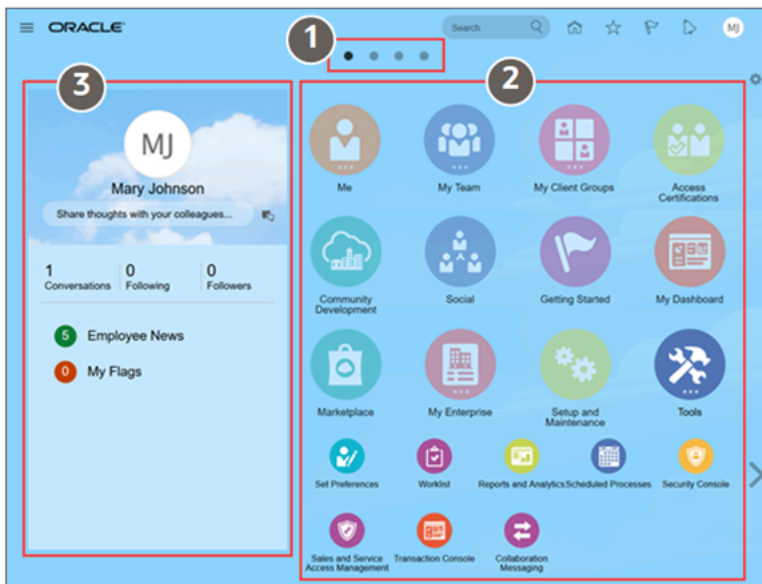 ORACLE
Search
MJ
1
2
3
MJ
Mary Johnson
Share thoughts with your colleagues...
1
Conversations
0
Following
0
Followers
5 Employee News
0 My Flags
Me
My Team
My Client Groups
Access
Certifications
Community
Development
Social
Getting Started
My Dashboard
Marketplace
My Enterprise
Setup and
Maintenance
Tools
Set Preferences
Worklist
Reports and Analytics
Scheduled Processes
Security Console
Sales and Service
Access Management
Transaction Console
Collaboration
Messaging